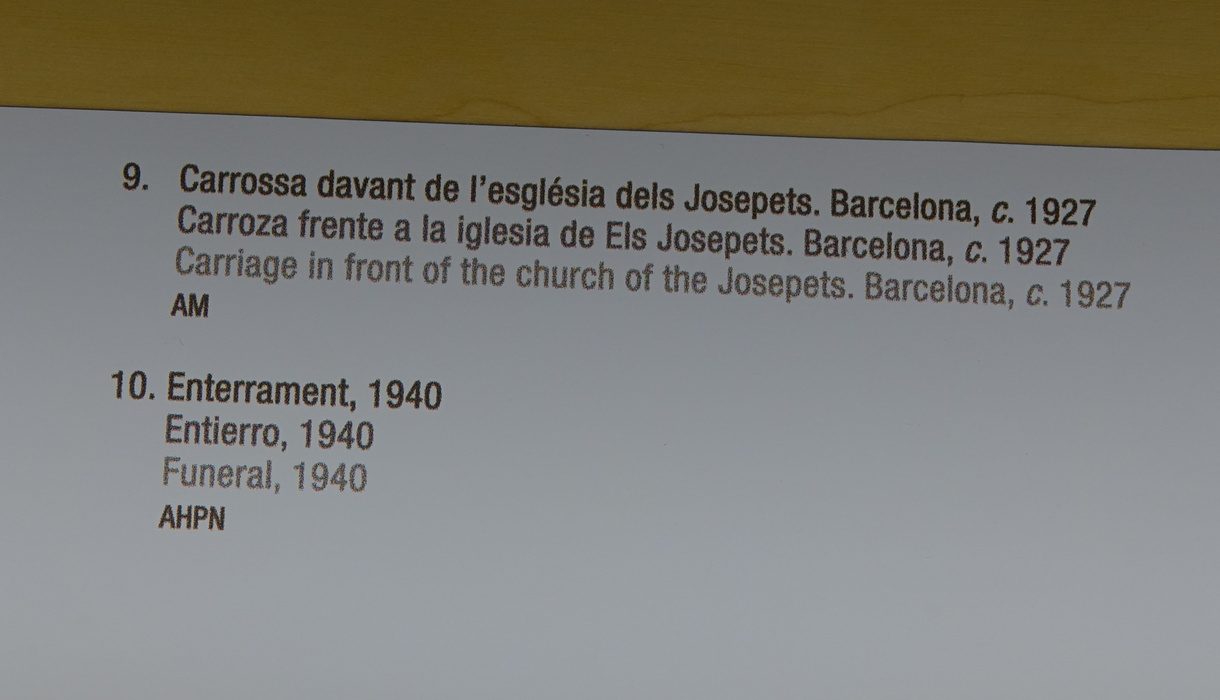 9. Carrossa davant de l'església dels Josepets. Barcelona, c. 1927
Carroza frente a la iglesia de Els Josepets. Barcelona, c. 1927
Carriage in front of the church of the Josepets. Barcelona, c. 1927
AM
10. Enterrament, 1940
Entierro, 1940
Funeral, 1940
AHPN